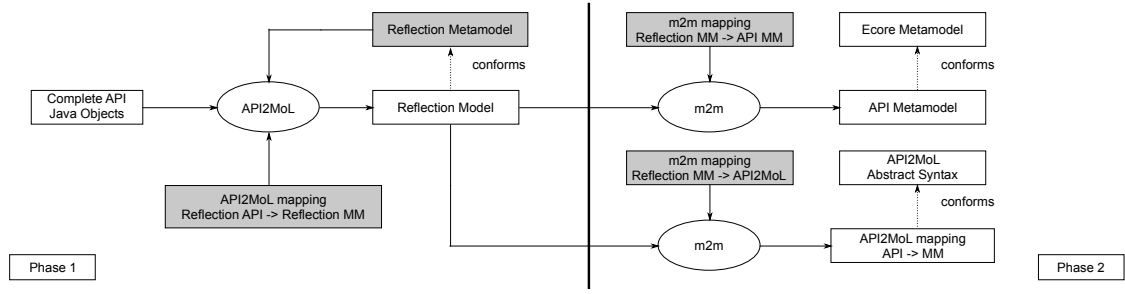 Reflection Metamodel
conforms
Complete API
Java Objects
API2MoL
Reflection Model
API2MoL mapping
Reflection API -> Reflection MM
Phase 1
m2m mapping
Reflection MM -> API MM
Ecore Metamodel
conforms
m2m
API Metamodel
m2m mapping
Reflection MM -> API2MoL
API2MoL
Abstract Syntax
conforms
m2m
API2MoL mapping
API -> MM
Phase 2